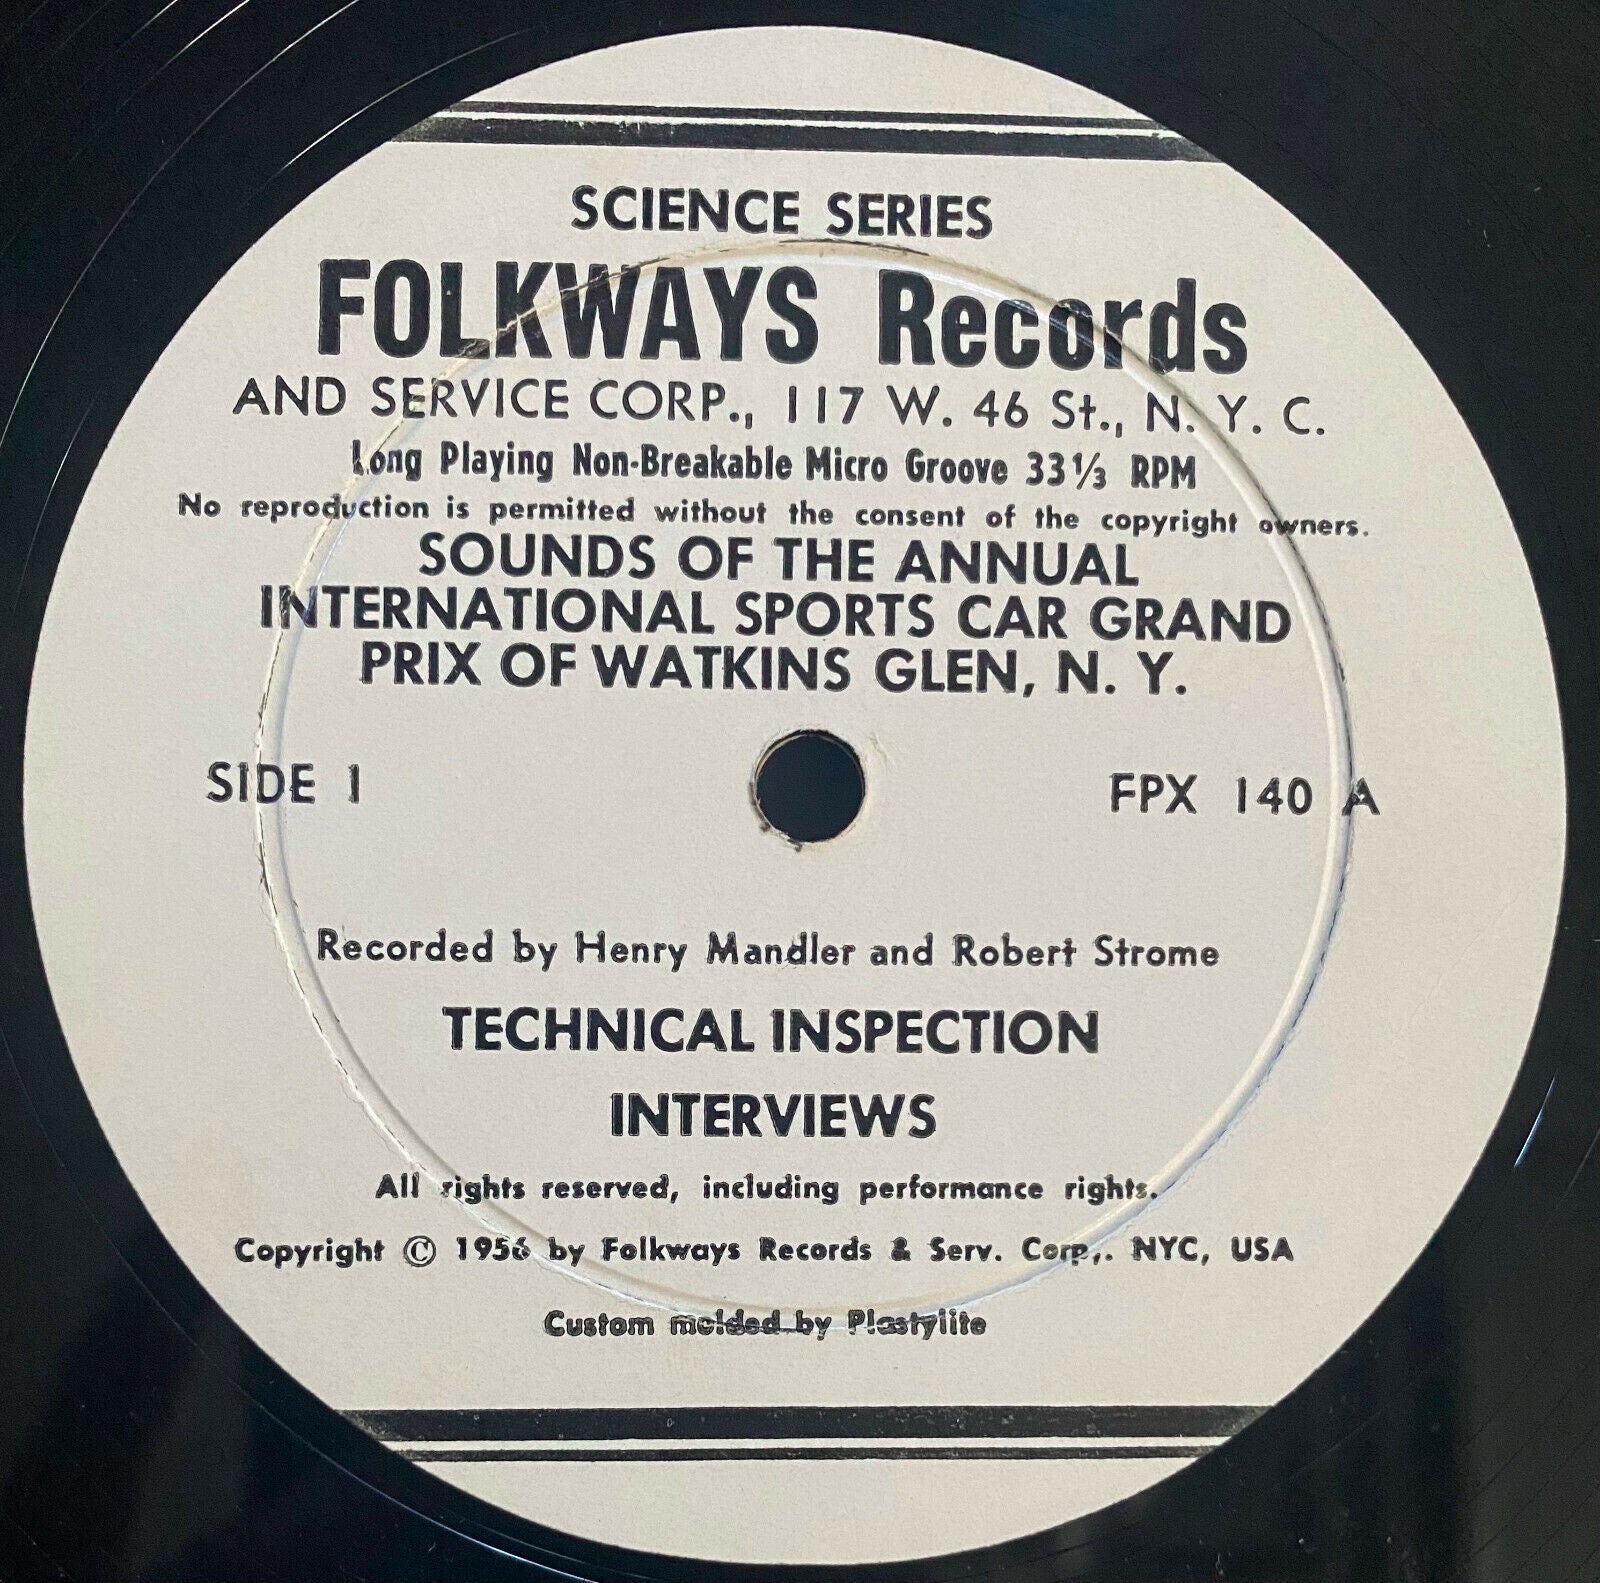 SCIENCE SERIES
FOLKWAYS Records
AND SERVICE CORP., 117 W. 46 St., N. Y. C.
Long Playing Non-Breakable Micro Groove 33 1/3 RPM
No reproduction is permitted without the consent of the copyright owners.
SOUNDS OF THE ANNUAL
INTERNATIONAL SPORTS CAR GRAND
PRIX OF WATKINS GLEN, N. Y.
SIDE 1 FPX 140 A
Recorded by Henry Mandler and Robert Strome
TECHNICAL INSPECTION
INTERVIEWS
All rights reserved, including performance rights.
Copyright © 1956 by Folkways Records & Serv. Corp,. NYC, USA
Custom molded by Plastylite